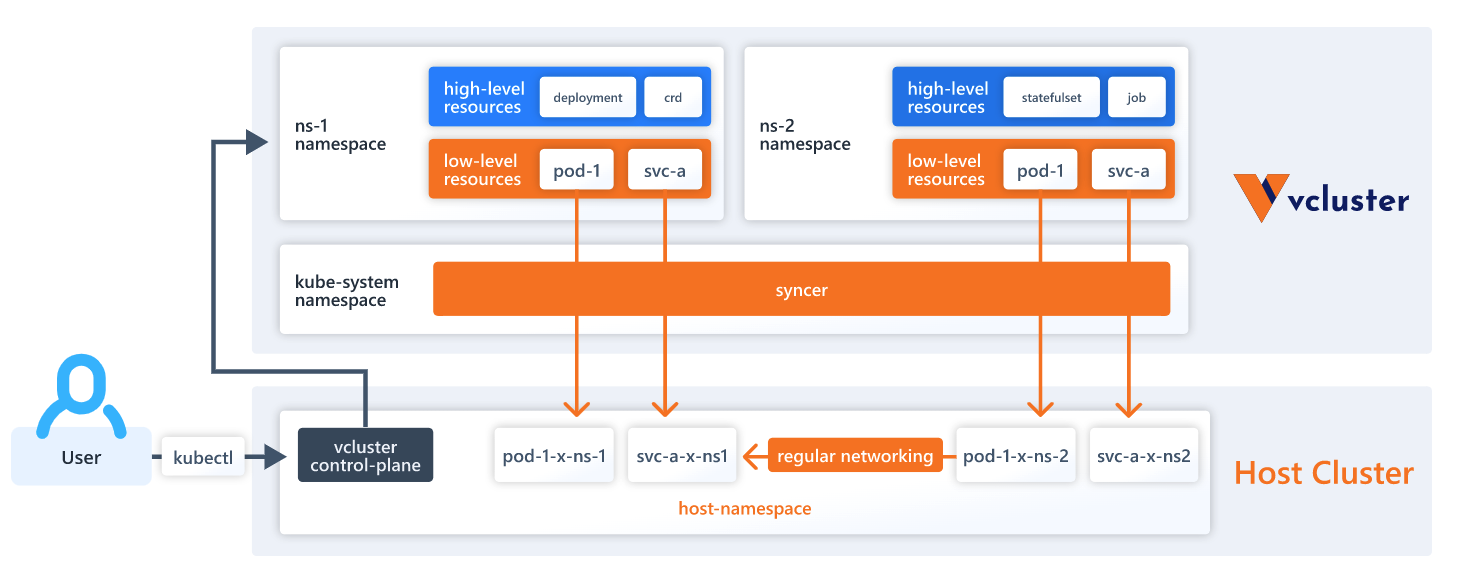 high-level
resources
deployment
crd
ns-1
namespace
low-level
resources
pod-1
svc-a
high-level
resources
statefulset
job
ns-2
namespace
low-level
resources
pod-1
svc-a
vcluster
kube-system
namespace
syncer
User
kubectl
vcluster
control-plane
pod-1-x-ns-1
svc-a-x-ns1
regular networking
pod-1-x-ns-2
svc-a-x-ns2
host-namespace
Host Cluster